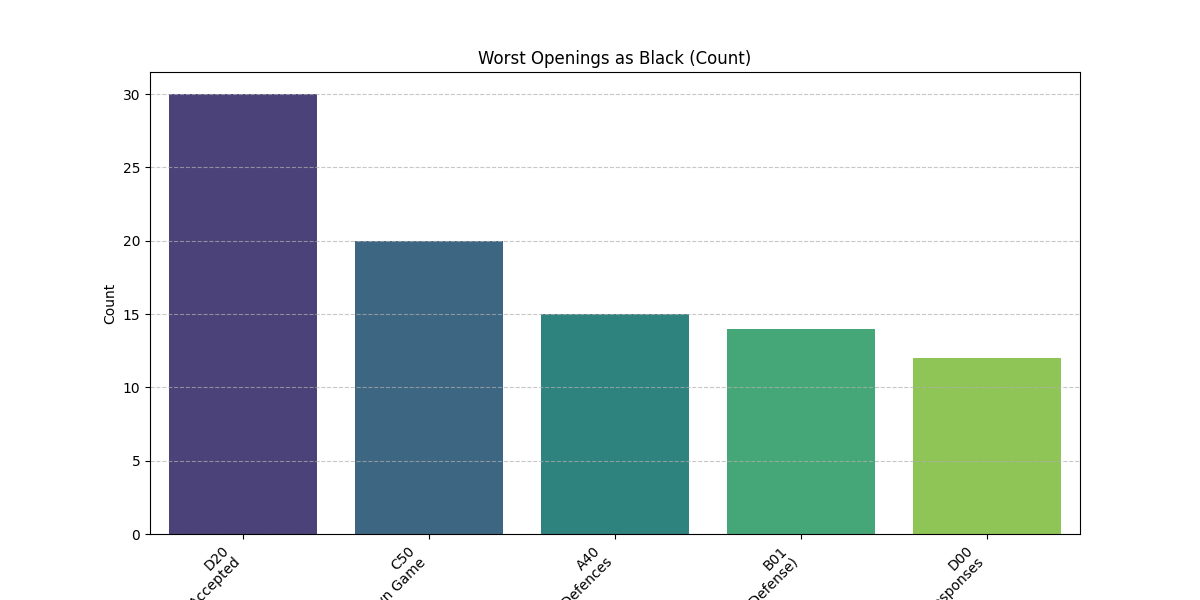 Worst Openings as Black (Count)
30
25
20
15
10
5
0
Count
D20
Accepted
C50
Game
A40
Defences
B01
Defense)
D00